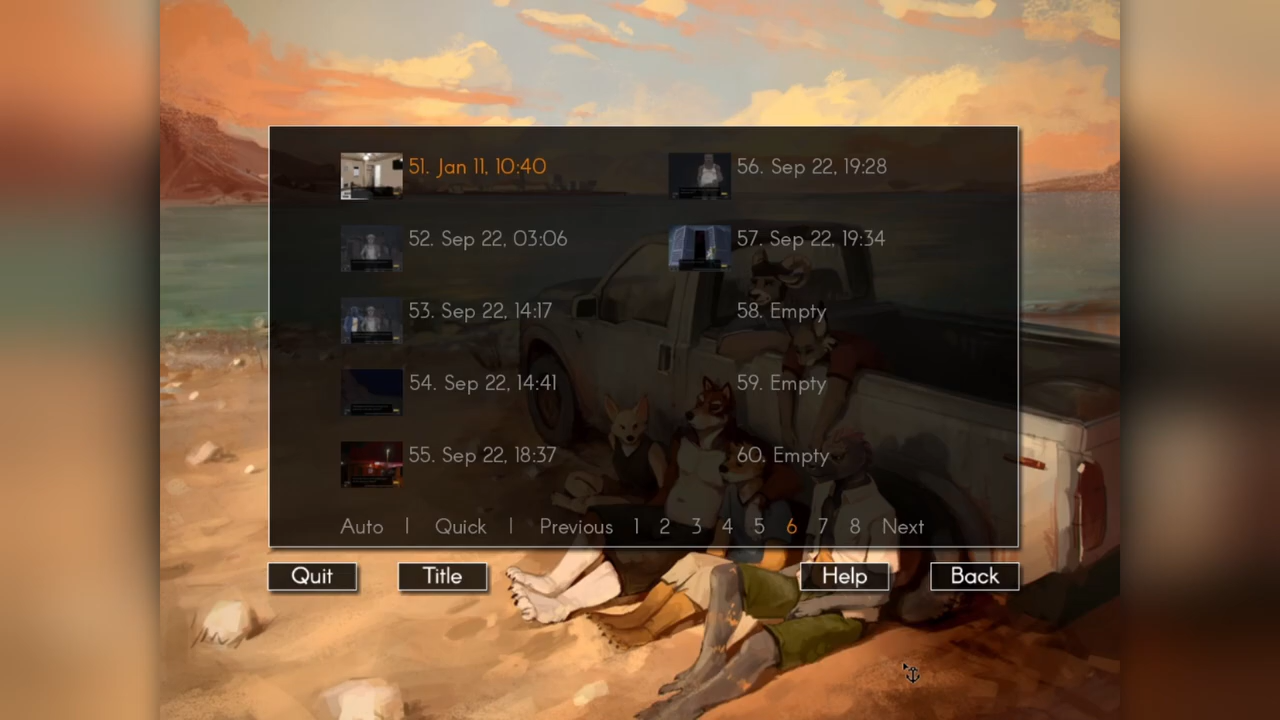 51. Jan 11, 10:40
52. Sep 22, 03:06
53. Sep 22, 14:17
54. Sep 22, 14:41
55. Sep 22, 18:37
56. Sep 22, 19:28
57. Sep 22, 19:34
58. Empty
59. Empty
60. Empty
Auto | Quick | Previous 1 2 3 4 5 6 7 8 Next
Quit Title Help Back